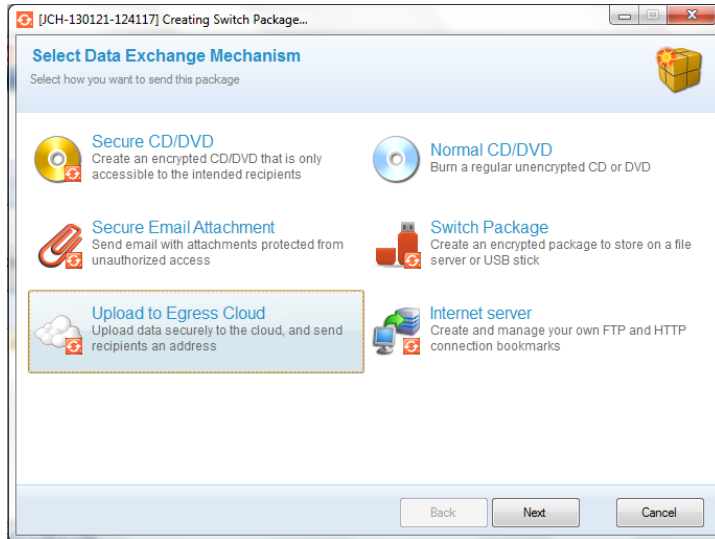 [JCH-130121-124117] Creating Switch Package...
Select Data Exchange Mechanism
Select how you want to send this package
Secure CD/DVD
Create an encrypted CD/DVD that is only
accessible to the intended recipients
Normal CD/DVD
Burn a regular unencrypted CD or DVD
Secure Email Attachment
Send email with attachments protected from
unauthorized access
Switch Package
Create an encrypted package to store on a file
server or USB stick
Upload to Egress Cloud
Upload data securely to the cloud, and send
recipients an address
Internet server
Create and manage your own FTP and HTTP
connection bookmarks
Back
Next
Cancel